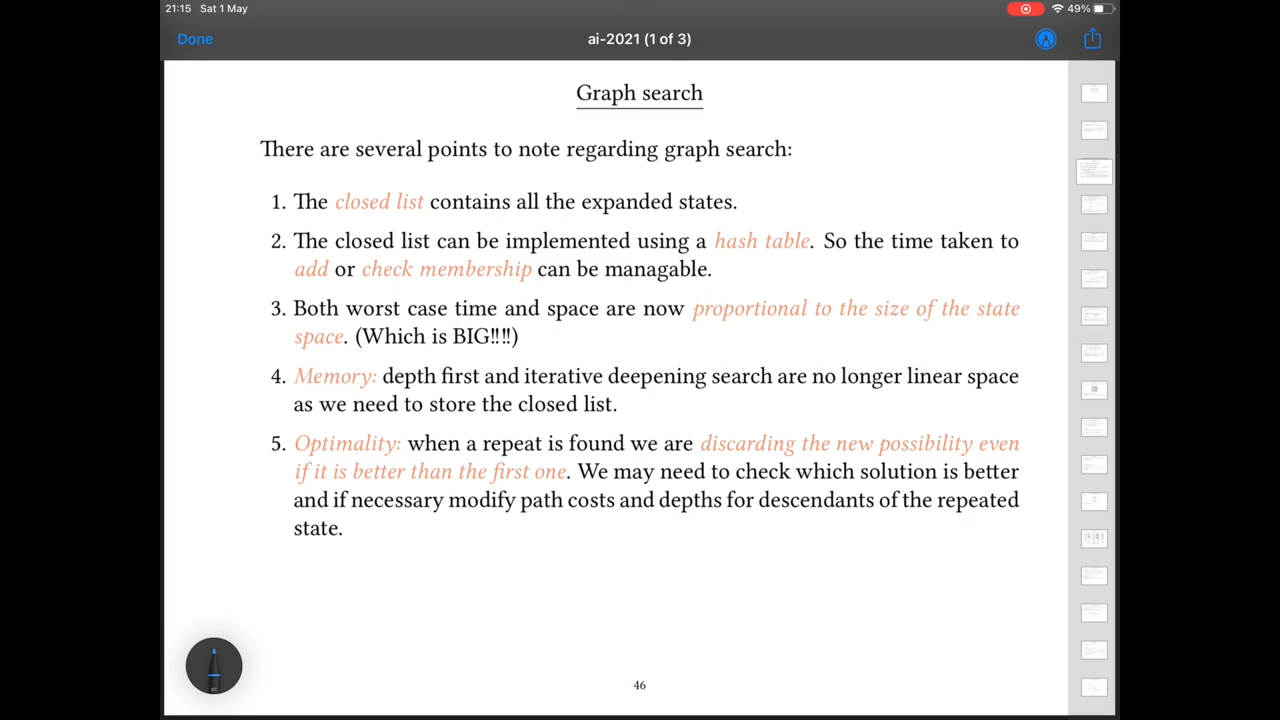 21:15 Sat 1 May
49%
Done
ai-2021 (1 of 3)
Graph search
There are several points to note regarding graph search:
1. The closed list contains all the expanded states.
2. The closed list can be implemented using a hash table. So the time taken to
add or check membership can be managable.
3. Both worst case time and space are now proportional to the size of the state
space. (Which is BIG!!!!)
4. Memory: depth first and iterative deepening search are no longer linear space
as we need to store the closed list.
5. Optimality: when a repeat is found we are discarding the new possibility even
if it is better than the first one. We may need to check which solution is better
and if necessary modify path costs and depths for descendants of the repeated
state.
46